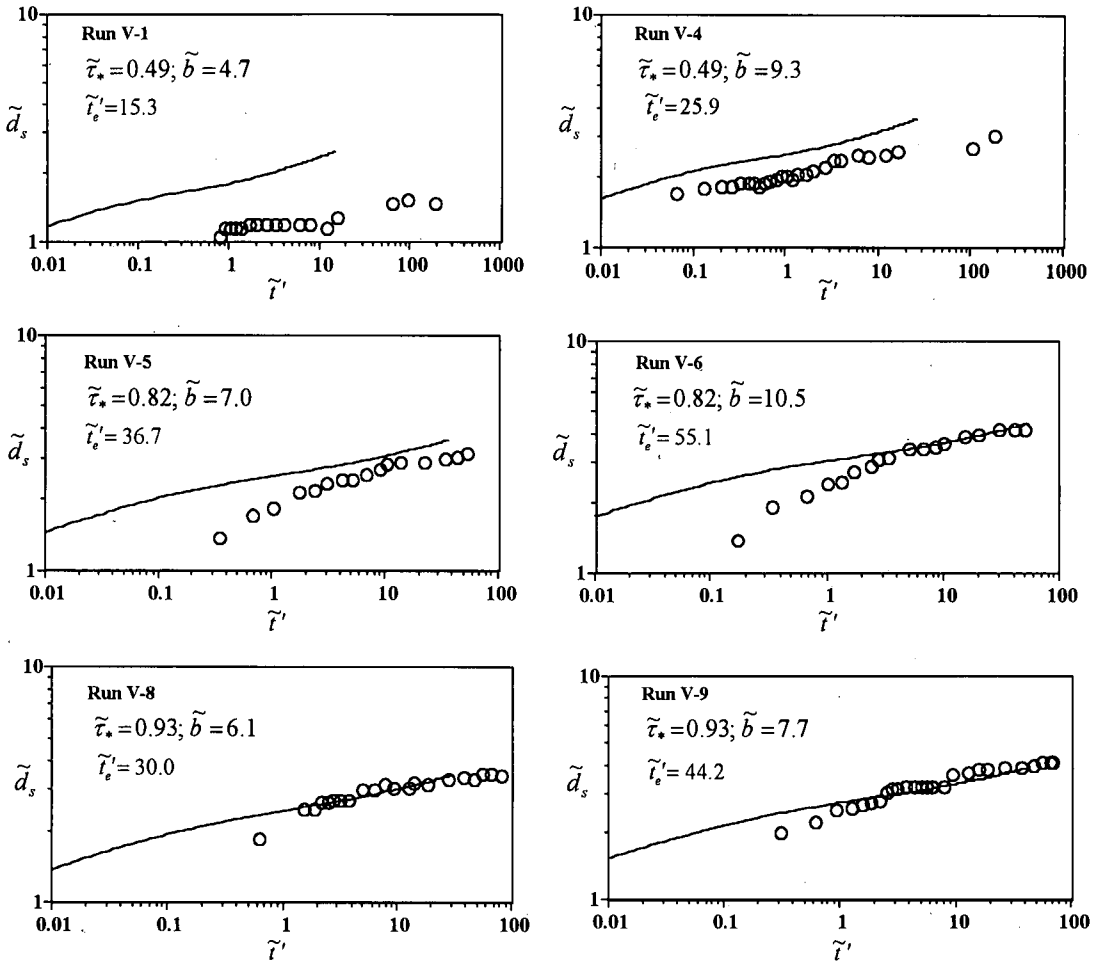 10
Run V-1
τ̃* = 0.49; b̃ = 4.7
t̃e' = 15.3
d̃s
1
0.01 0.1 1 10 100 1000
t̃'
10
Run V-4
τ̃* = 0.49; b̃ = 9.3
t̃e' = 25.9
d̃s
1
0.01 0.1 1 10 100 1000
t̃'
10
Run V-5
τ̃* = 0.82; b̃ = 7.0
t̃e' = 36.7
d̃s
1
0.01 0.1 1 10 100
t̃'
10
Run V-6
τ̃* = 0.82; b̃ = 10.5
t̃e' = 55.1
d̃s
1
0.01 0.1 1 10 100
t̃'
10
Run V-8
τ̃* = 0.93; b̃ = 6.1
t̃e' = 30.0
d̃s
1
0.01 0.1 1 10 100
t̃'
10
Run V-9
τ̃* = 0.93; b̃ = 7.7
t̃e' = 44.2
d̃s
1
0.01 0.1 1 10 100
t̃'